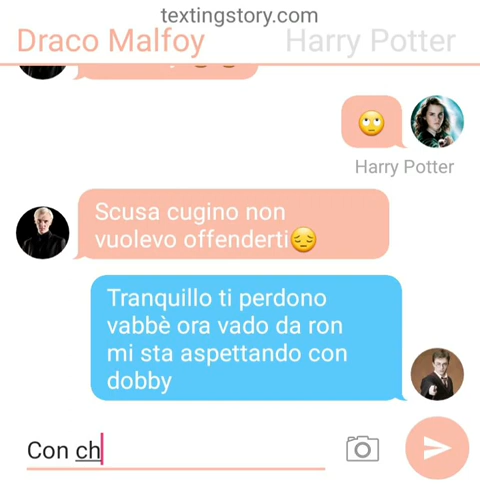 textingstory.com
Draco Malfoy Harry Potter
🙄
Harry Potter
Scusa cugino non
vuolevo offenderti😔
Tranquillo ti perdono
vabbè ora vado da ron
mi sta aspettando con
dobby
Con ch